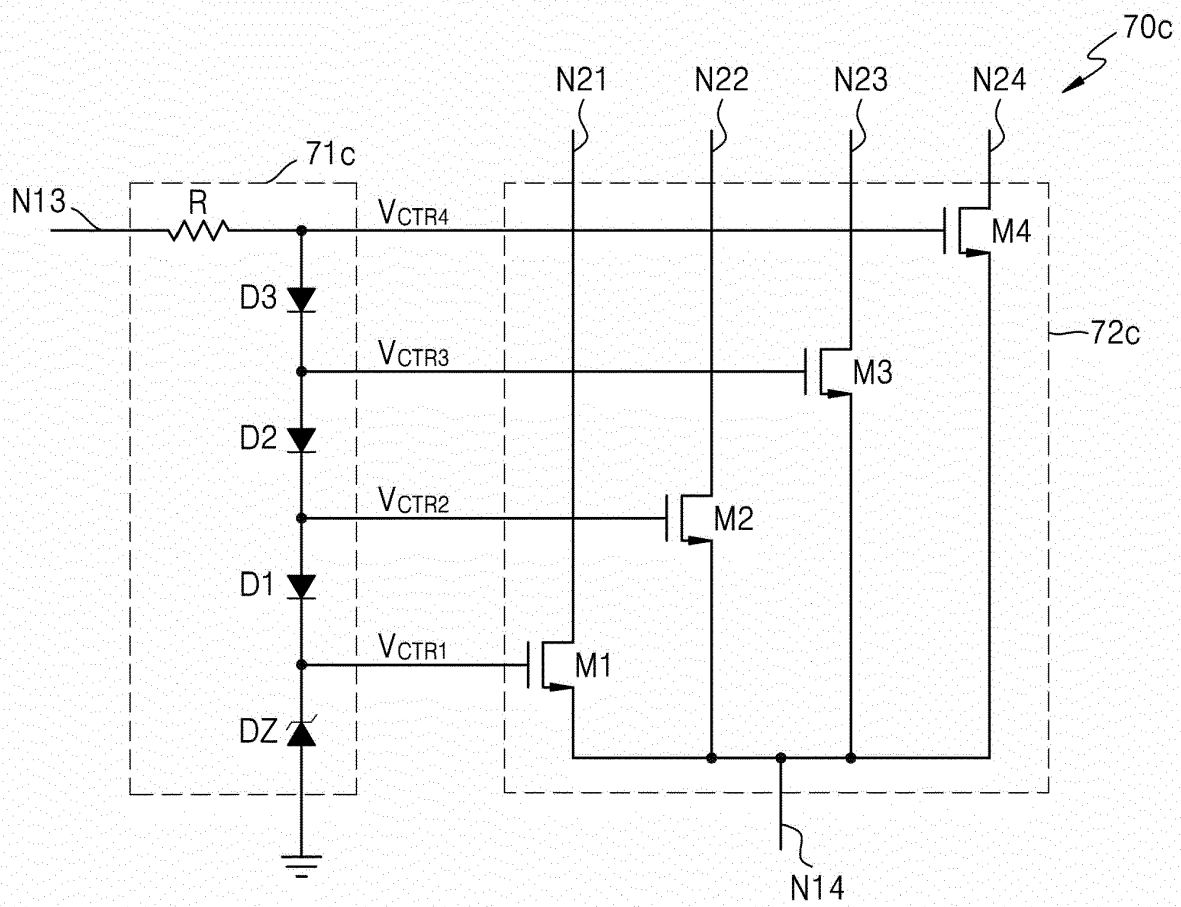 70c
N21 N22 N23 N24
71c
N13 R VCTR4 M4
D3
72c
VCTR3 M3
D2
VCTR2 M2
D1
VCTR1 M1
DZ
N14